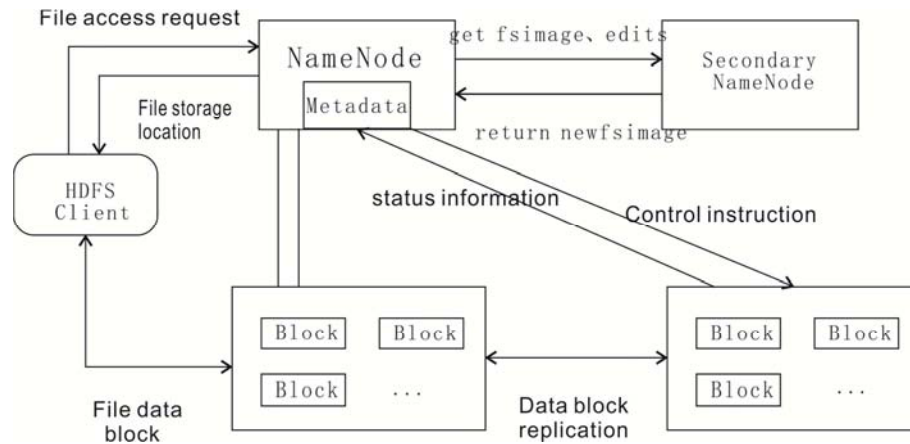 File access request
NameNode
Metadata
get fsimage、edits
Secondary
NameNode
File storage
location
return newfsimage
HDFS
Client
status information
Control instruction
Block
Block
Block
...
Block
Block
Block
...
File data
block
Data block
replication